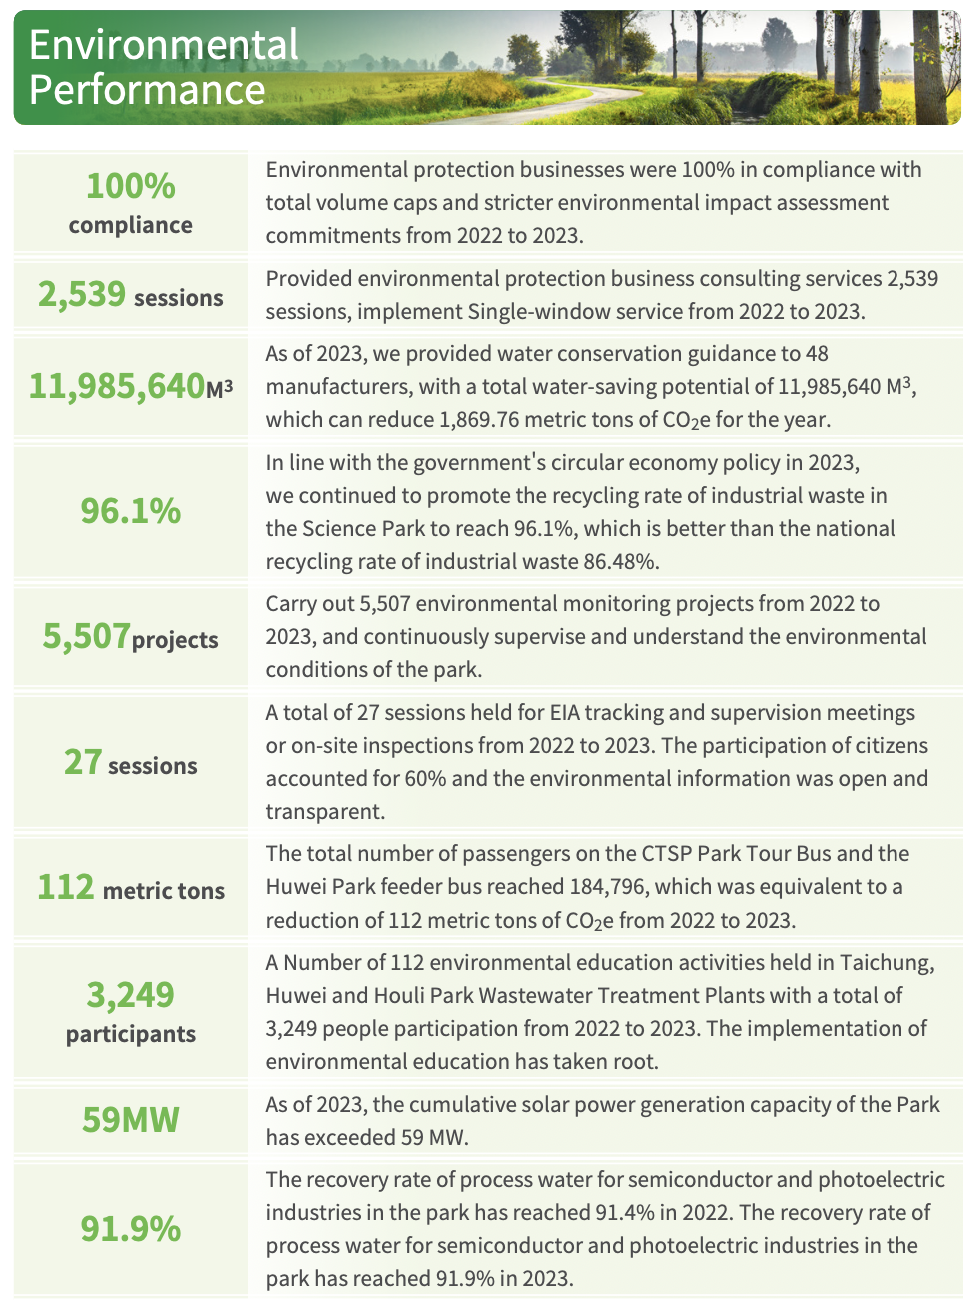 Environmental
Performance
100%
compliance
Environmental protection businesses were 100% in compliance with
total volume caps and stricter environmental impact assessment
commitments from 2022 to 2023.
2,539 sessions
Provided environmental protection business consulting services 2,539
sessions, implement Single-window service from 2022 to 2023.
11,985,640M³
As of 2023, we provided water conservation guidance to 48
manufacturers, with a total water-saving potential of 11,985,640 M³,
which can reduce 1,869.76 metric tons of CO₂e for the year.
96.1%
In line with the government's circular economy policy in 2023,
we continued to promote the recycling rate of industrial waste in
the Science Park to reach 96.1%, which is better than the national
recycling rate of industrial waste 86.48%.
5,507projects
Carry out 5,507 environmental monitoring projects from 2022 to
2023, and continuously supervise and understand the environmental
conditions of the park.
27 sessions
A total of 27 sessions held for EIA tracking and supervision meetings
or on-site inspections from 2022 to 2023. The participation of citizens
accounted for 60% and the environmental information was open and
transparent.
112 metric tons
The total number of passengers on the CTSP Park Tour Bus and the
Huwei Park feeder bus reached 184,796, which was equivalent to a
reduction of 112 metric tons of CO₂e from 2022 to 2023.
3,249
participants
A Number of 112 environmental education activities held in Taichung,
Huwei and Houli Park Wastewater Treatment Plants with a total of
3,249 people participation from 2022 to 2023. The implementation of
environmental education has taken root.
59MW
As of 2023, the cumulative solar power generation capacity of the Park
has exceeded 59 MW.
91.9%
The recovery rate of process water for semiconductor and photoelectric
industries in the park has reached 91.4% in 2022. The recovery rate of
process water for semiconductor and photoelectric industries in the
park has reached 91.9% in 2023.